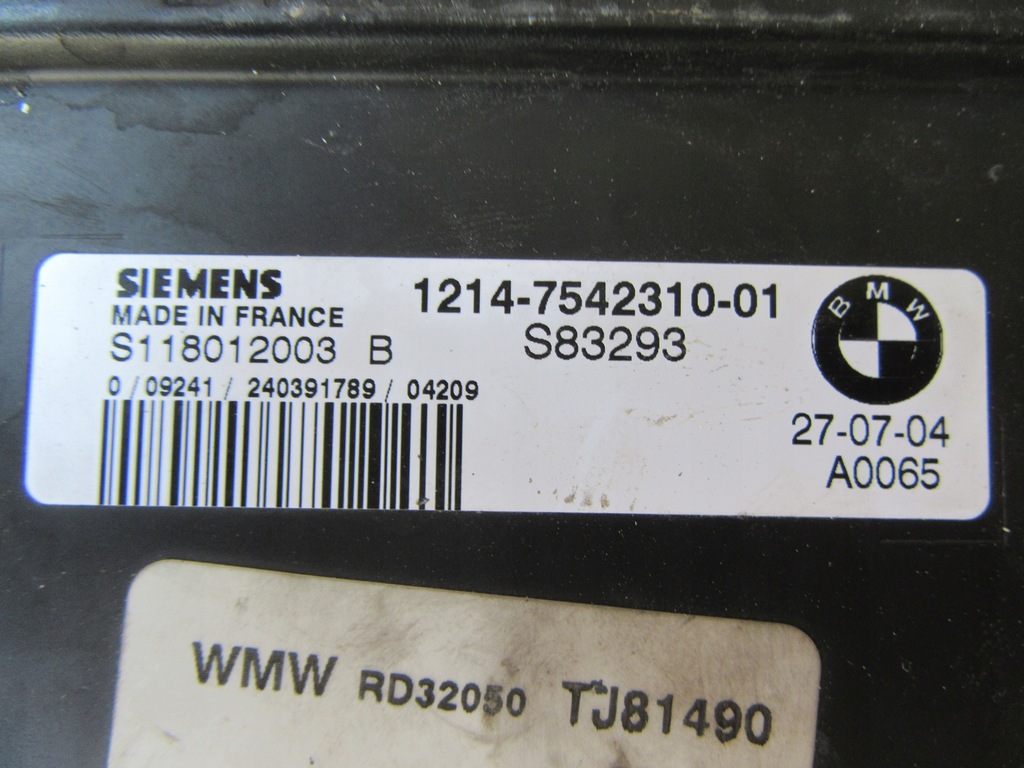 SIEMENS
MADE IN FRANCE
S118012003 B
0 / 09241 / 240391789 / 04209
1214-7542310-01
S83293
BMW
27-07-04
A0065
WMW RD32050 TJ81490